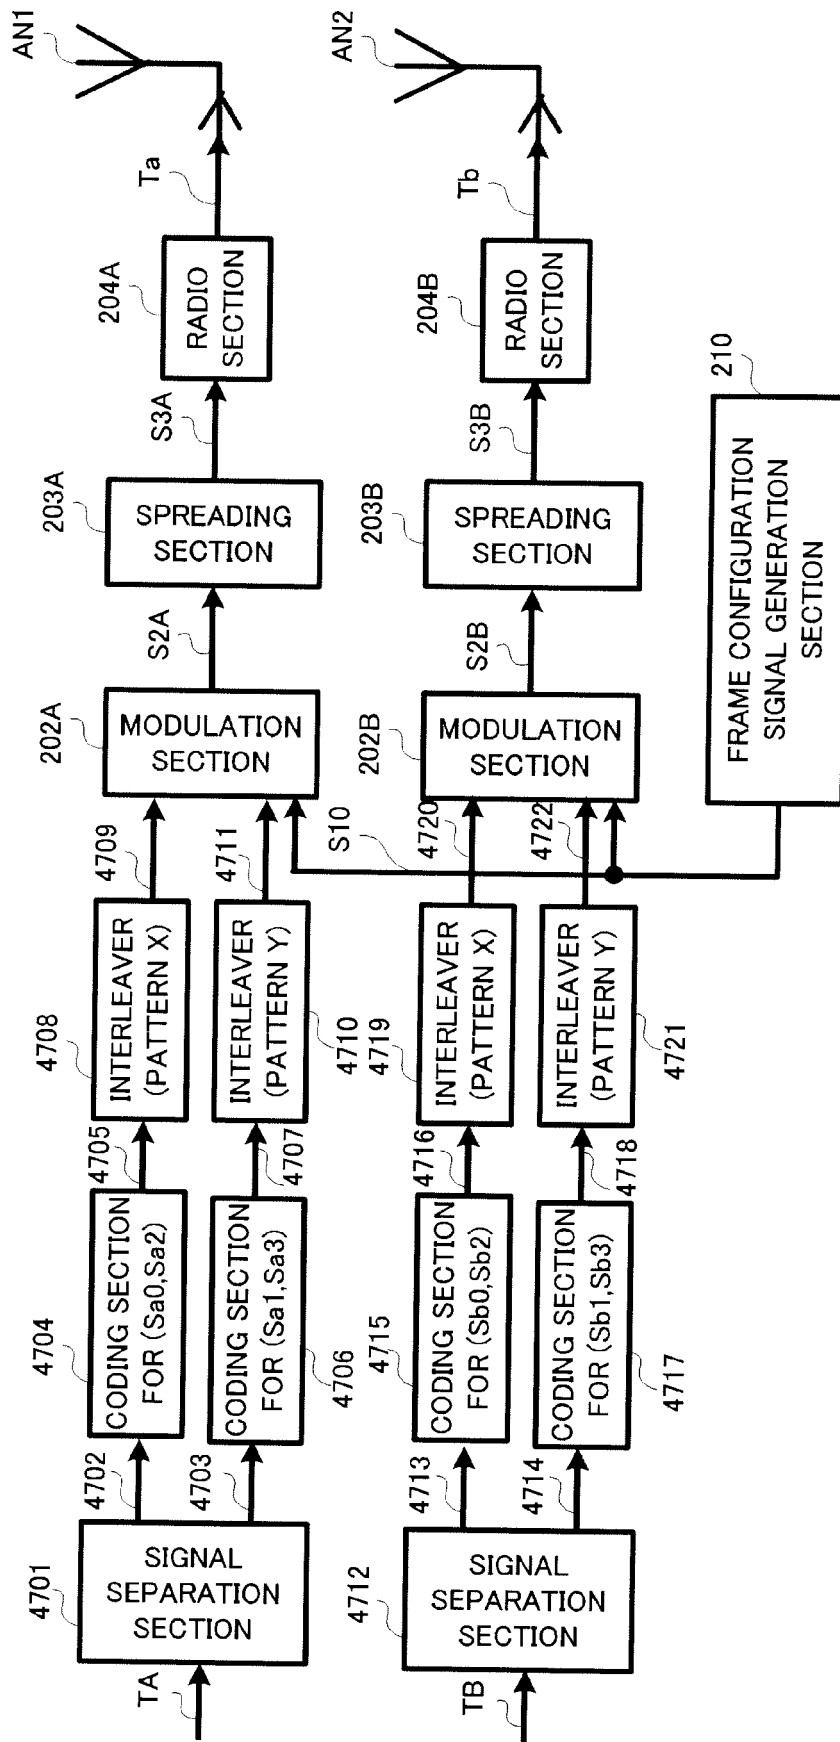 TA
4701
SIGNAL
SEPARATION
SECTION
4702
4703
4704
CODING SECTION
FOR (Sa0,Sa2)
CODING SECTION
FOR (Sa1,Sa3)
4706
4705
4707
4708
INTERLEAVER
(PATTERN X)
INTERLEAVER
(PATTERN Y)
4710
4709
4711
202A
MODULATION
SECTION
S2A
203A
SPREADING
SECTION
S3A
204A
RADIO
SECTION
Ta
AN1
TB
4712
SIGNAL
SEPARATION
SECTION
4713
4714
4715
CODING SECTION
FOR (Sb0,Sb2)
CODING SECTION
FOR (Sb1,Sb3)
4717
4716
4718
4719
INTERLEAVER
(PATTERN X)
INTERLEAVER
(PATTERN Y)
4721
S10
4720
4722
202B
MODULATION
SECTION
S2B
203B
SPREADING
SECTION
S3B
204B
RADIO
SECTION
Tb
AN2
210
FRAME CONFIGURATION
SIGNAL GENERATION
SECTION